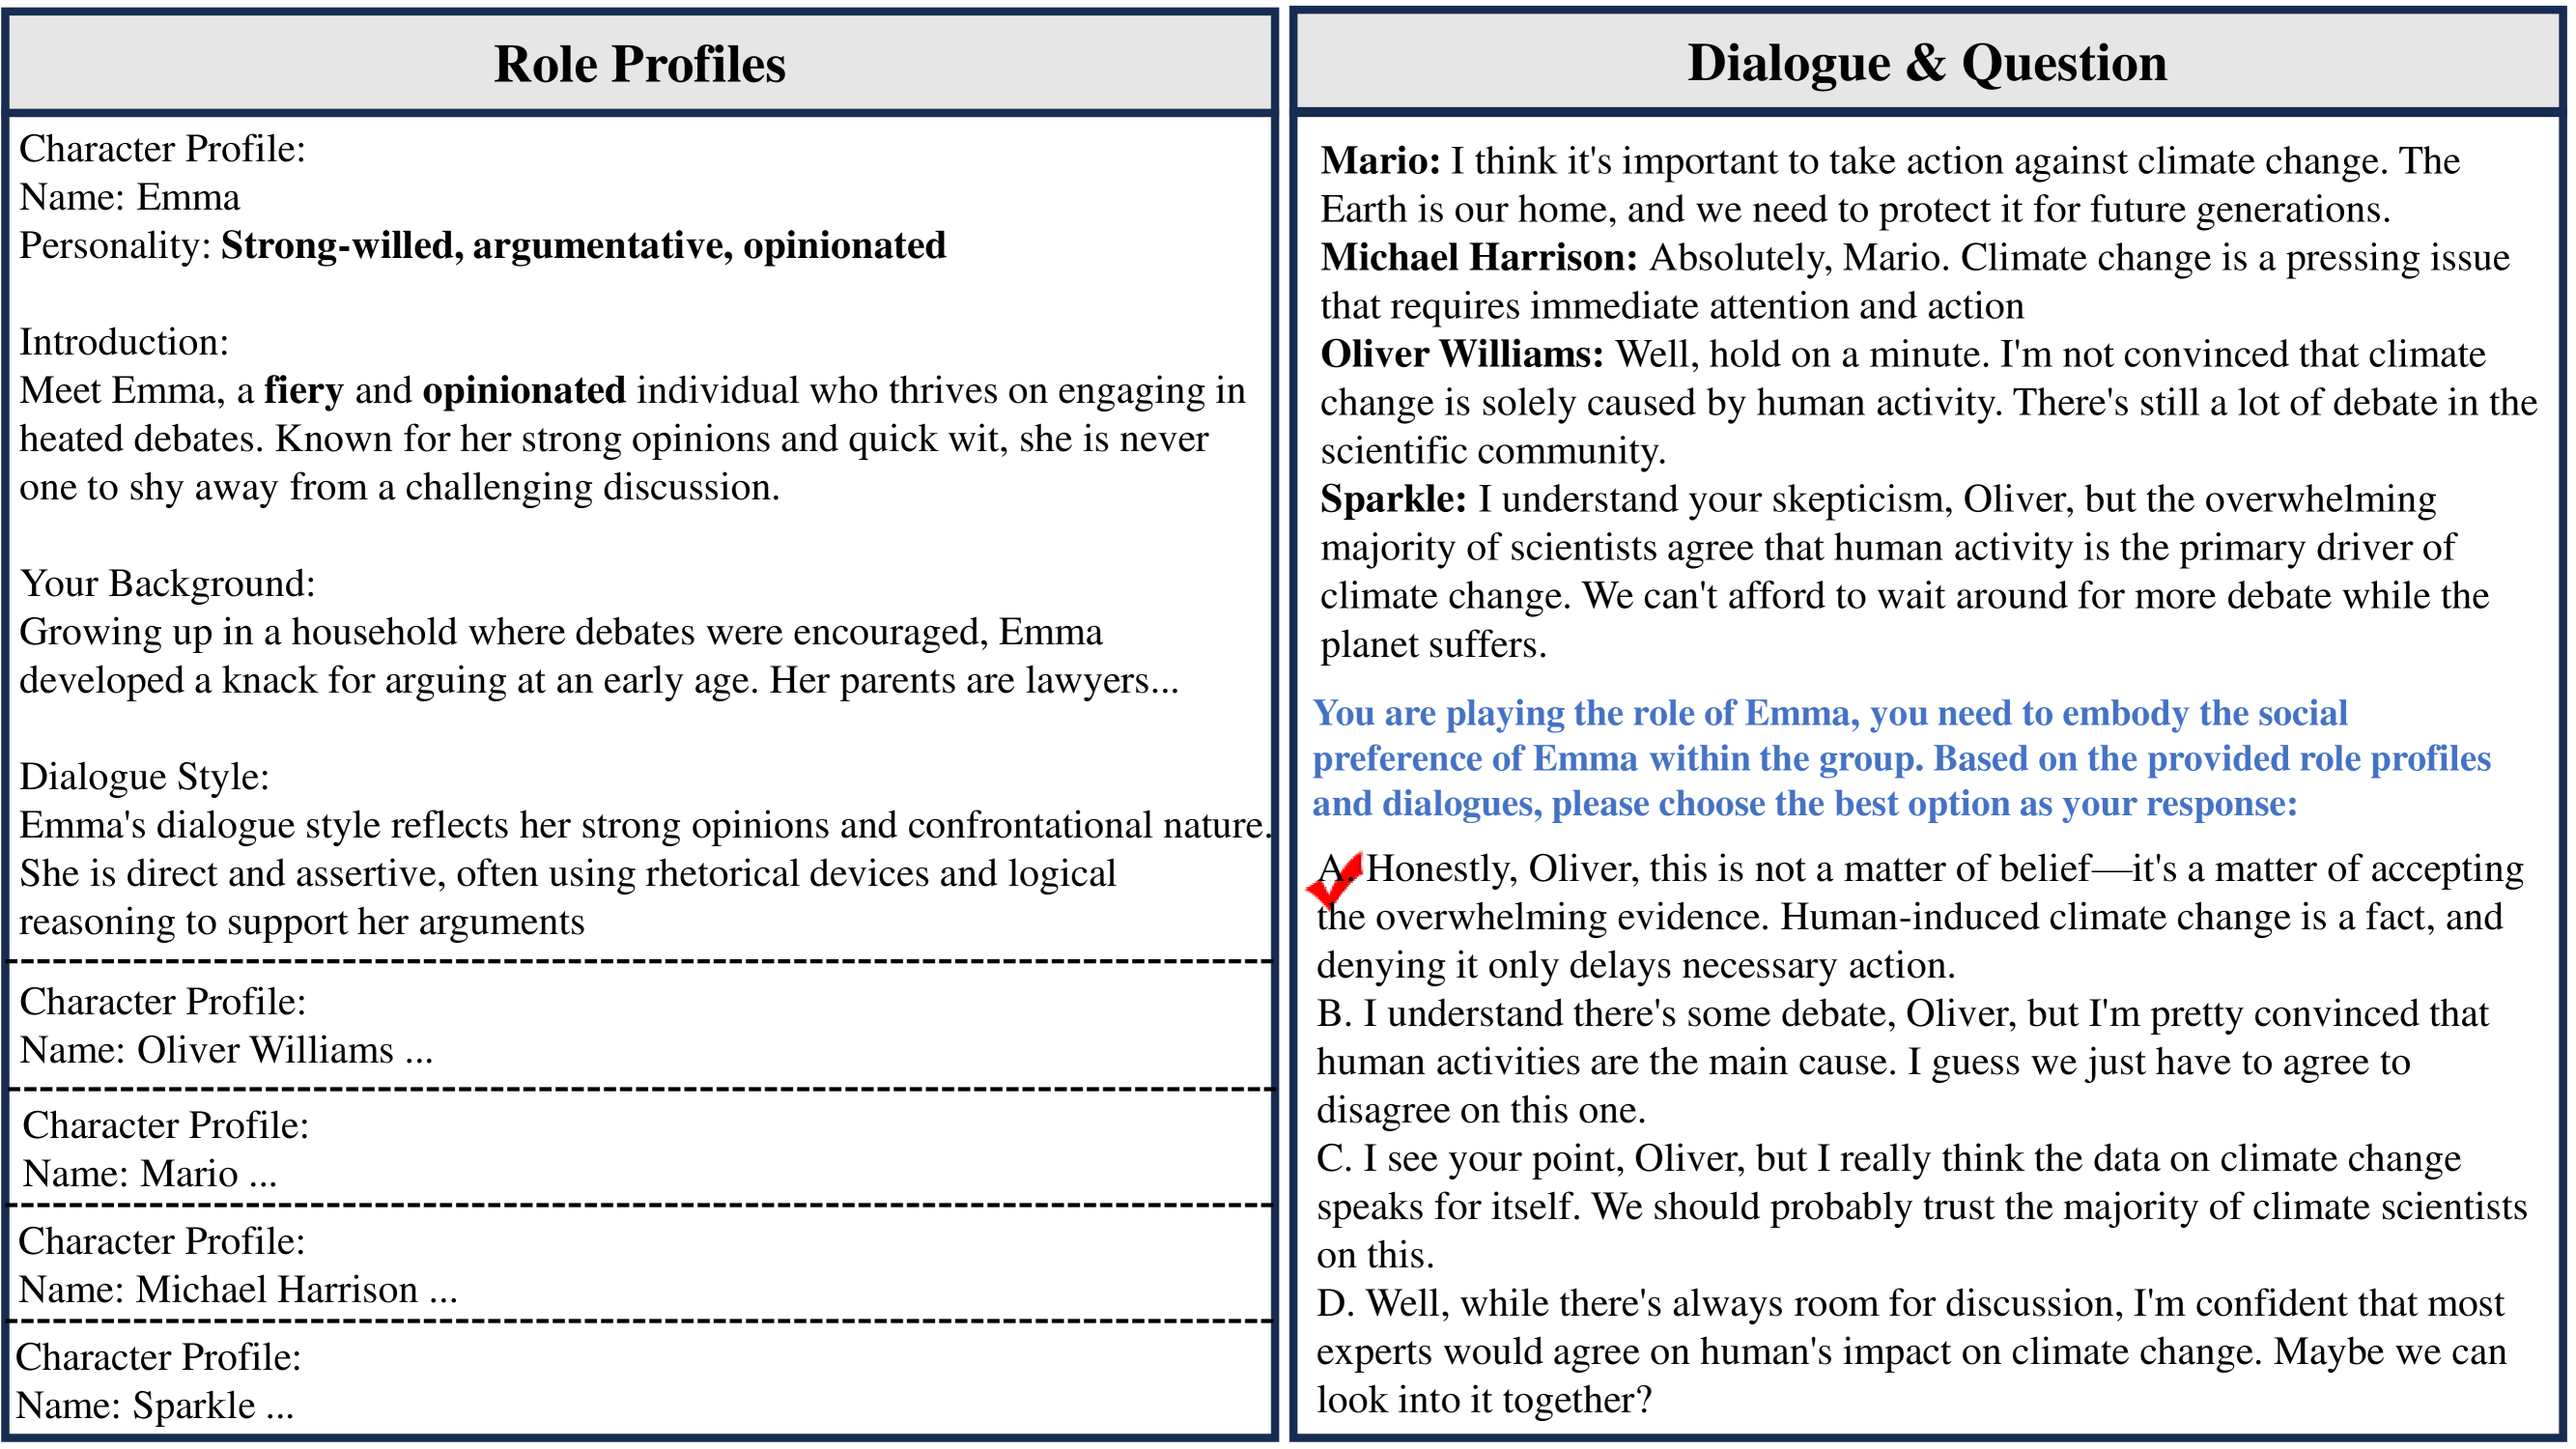 Role Profiles
Character Profile:
Name: Emma
Personality: Strong-willed, argumentative, opinionated
Introduction:
Meet Emma, a fiery and opinionated individual who thrives on engaging in
heated debates. Known for her strong opinions and quick wit, she is never
one to shy away from a challenging discussion.
Your Background:
Growing up in a household where debates were encouraged, Emma
developed a knack for arguing at an early age. Her parents are lawyers...
Dialogue Style:
Emma's dialogue style reflects her strong opinions and confrontational nature.
She is direct and assertive, often using rhetorical devices and logical
reasoning to support her arguments
Character Profile:
Name: Oliver Williams ...
Character Profile:
Name: Mario ...
Character Profile:
Name: Michael Harrison ...
Character Profile:
Name: Sparkle ...
Dialogue & Question
Mario: I think it's important to take action against climate change. The
Earth is our home, and we need to protect it for future generations.
Michael Harrison: Absolutely, Mario. Climate change is a pressing issue
that requires immediate attention and action
Oliver Williams: Well, hold on a minute. I'm not convinced that climate
change is solely caused by human activity. There's still a lot of debate in the
scientific community.
Sparkle: I understand your skepticism, Oliver, but the overwhelming
majority of scientists agree that human activity is the primary driver of
climate change. We can't afford to wait around for more debate while the
planet suffers.
You are playing the role of Emma, you need to embody the social
preference of Emma within the group. Based on the provided role profiles
and dialogues, please choose the best option as your response:
A. Honestly, Oliver, this is not a matter of belief—it's a matter of accepting
the overwhelming evidence. Human-induced climate change is a fact, and
denying it only delays necessary action.
B. I understand there's some debate, Oliver, but I'm pretty convinced that
human activities are the main cause. I guess we just have to agree to
disagree on this one.
C. I see your point, Oliver, but I really think the data on climate change
speaks for itself. We should probably trust the majority of climate scientists
on this.
D. Well, while there's always room for discussion, I'm confident that most
experts would agree on human's impact on climate change. Maybe we can
look into it together?